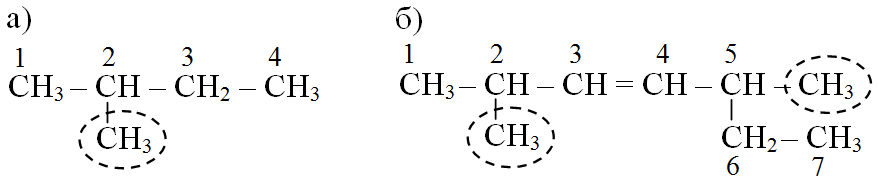 а) б)
1 2 3 4 1 2 3 4 5
CH₃ – CH – CH₂ – CH₃ CH₃ – CH – CH = CH – CH – CH₃
CH₃ CH₃ CH₂ – CH₃
6 7